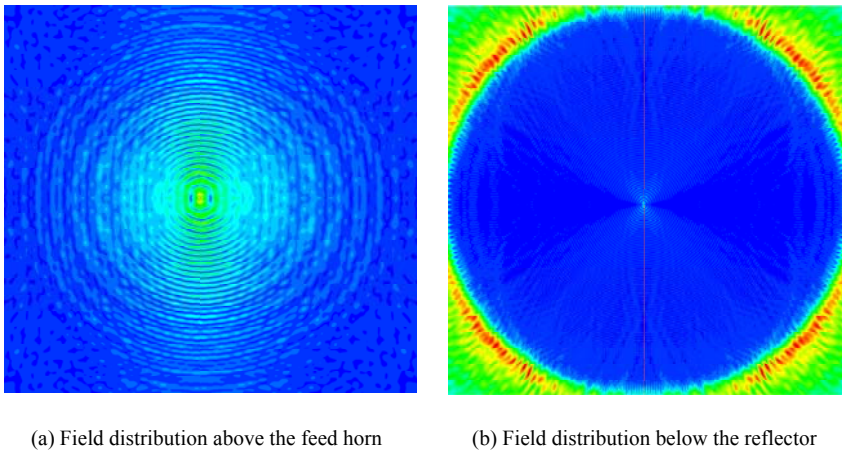 (a) Field distribution above the feed horn
(b) Field distribution below the reflector